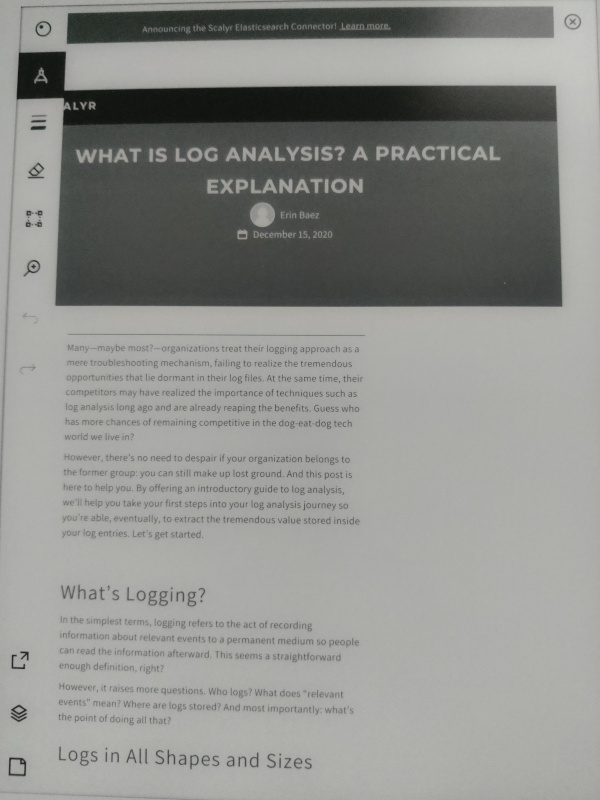 Announcing the Scalyr Elasticsearch Connector! Learn more.
ALYR
WHAT IS LOG ANALYSIS? A PRACTICAL
EXPLANATION
Erin Baez
December 15, 2020
Many—maybe most?—organizations treat their logging approach as a
mere troubleshooting mechanism, failing to realize the tremendous
opportunities that lie dormant in their log files. At the same time, their
competitors may have realized the importance of techniques such as
log analysis long ago and are already reaping the benefits. Guess who
has more chances of remaining competitive in the dog-eat-dog tech
world we live in?
However, there's no need to despair if your organization belongs to
the former group: you can still make up lost ground. And this post is
here to help you. By offering an introductory guide to log analysis,
we'll help you take your first steps into your log analysis journey so
you're able, eventually, to extract the tremendous value stored inside
your log entries. Let's get started.
What's Logging?
In the simplest terms, logging refers to the act of recording
information about relevant events to a permanent medium so people
can read the information afterward. This seems a straightforward
enough definition, right?
However, it raises more questions. Who logs? What does "relevant
events" mean? Where are logs stored? And most importantly: what's
the point of doing all that?
Logs in All Shapes and Sizes